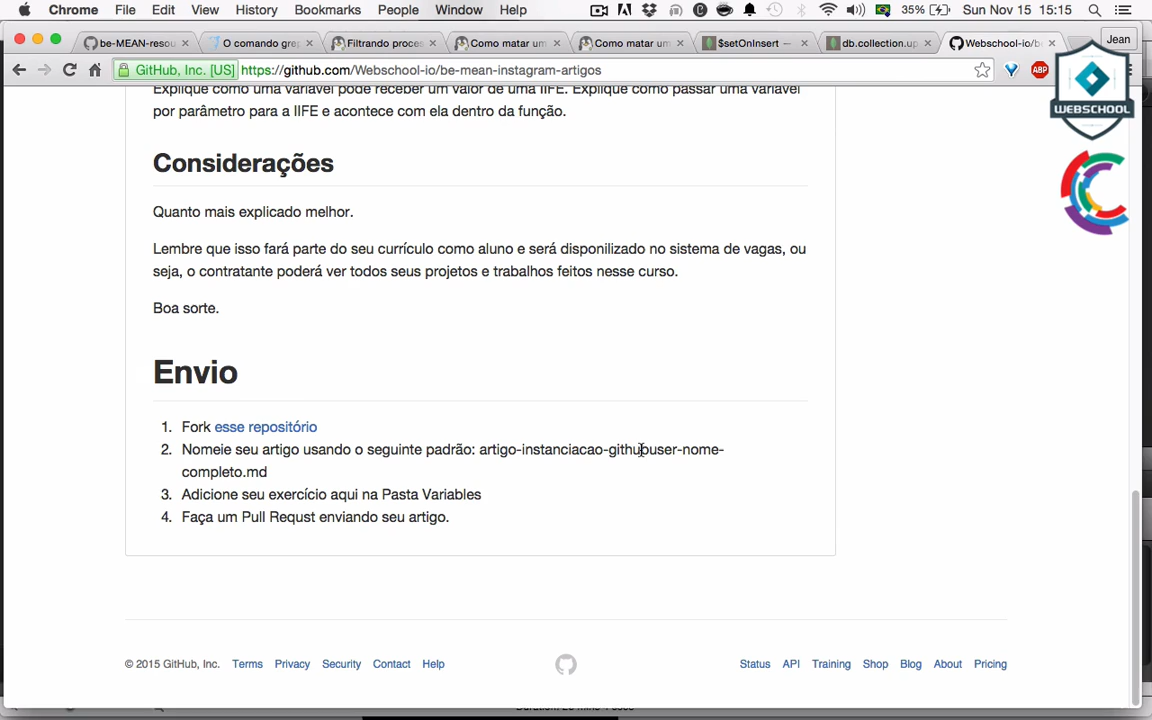 Chrome File Edit View History Bookmarks People Window Help 35% Sun Nov 15 15:15
be-MEAN-resou O comando gre Filtrando proce Como matar um Como matar um $setOnInsert — db.collection.up Webschool-io/be Jean
GitHub, Inc. [US] https://github.com/Webschool-io/be-mean-instagram-artigos ABP
WEBSCHOOL
Explique como uma variável pode receber um valor de uma IIFE. Explique como passar uma variável
por parâmetro para a IIFE e acontece com ela dentro da função.
Considerações
Quanto mais explicado melhor.
Lembre que isso fará parte do seu currículo como aluno e será disponilizado no sistema de vagas, ou
seja, o contratante poderá ver todos seus projetos e trabalhos feitos nesse curso.
Boa sorte.
Envio
1. Fork esse repositório
2. Nomeie seu artigo usando o seguinte padrão: artigo-instanciacao-githubuser-nome-
completo.md
3. Adicione seu exercício aqui na Pasta Variables
4. Faça um Pull Requst enviando seu artigo.
© 2015 GitHub, Inc. Terms Privacy Security Contact Help Status API Training Shop Blog About Pricing